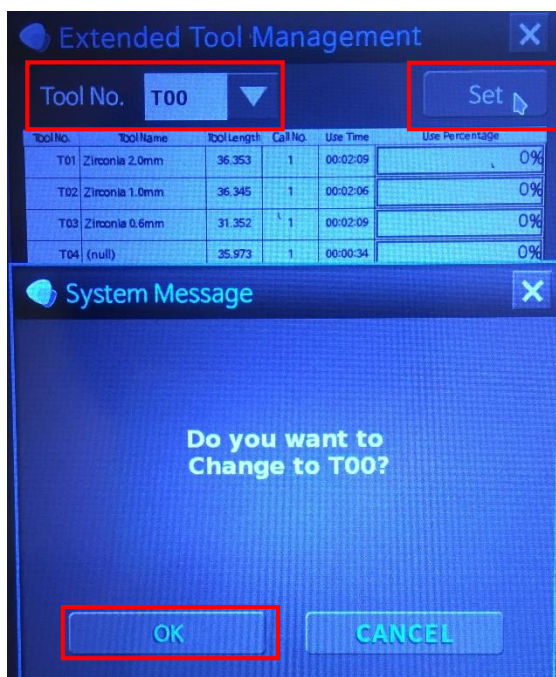 Extended Tool Management
Tool No. T00 Set
Tool No. Tool Name Tool Length Call No. Use Time Use Percentage
T01 Zirconia 2.0mm 36.353 1 00:02:09 0%
T02 Zirconia 1.0mm 36.345 1 00:02:06 0%
T03 Zirconia 0.6mm 31.352 1 00:02:09 0%
T04 (null) 35.973 1 00:00:34 0%
System Message
Do you want to
Change to T00?
OK CANCEL